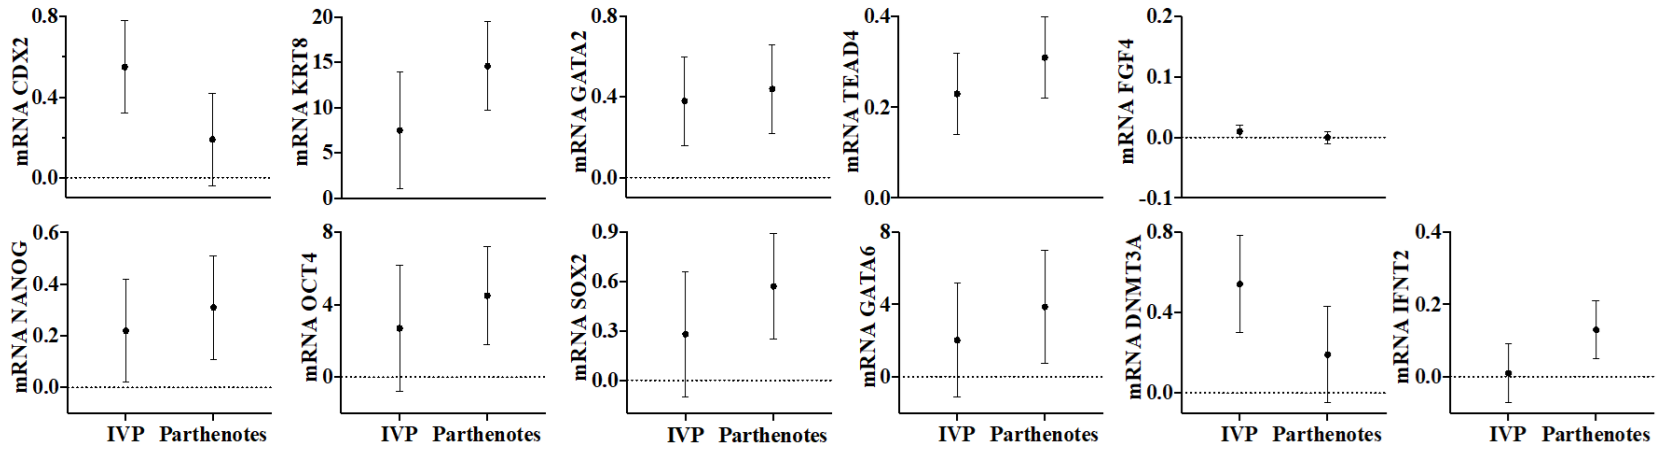 mRNA CDX2
0.8
0.4
0.0
mRNA KRT8
20
15
10
5
0
mRNA GATA2
0.8
0.4
0.0
mRNA TEAD4
0.4
0.2
0.0
mRNA FGF4
0.2
0.1
0.0
-0.1
mRNA NANOG
0.6
0.4
0.2
0.0
IVP Parthenotes
mRNA OCT4
8
4
0
IVP Parthenotes
mRNA SOX2
0.9
0.6
0.3
0.0
IVP Parthenotes
mRNA GATA6
8
4
0
IVP Parthenotes
mRNA DNMT3A
0.8
0.4
0.0
IVP Parthenotes
mRNA IFNT2
0.4
0.2
0.0
IVP Parthenotes